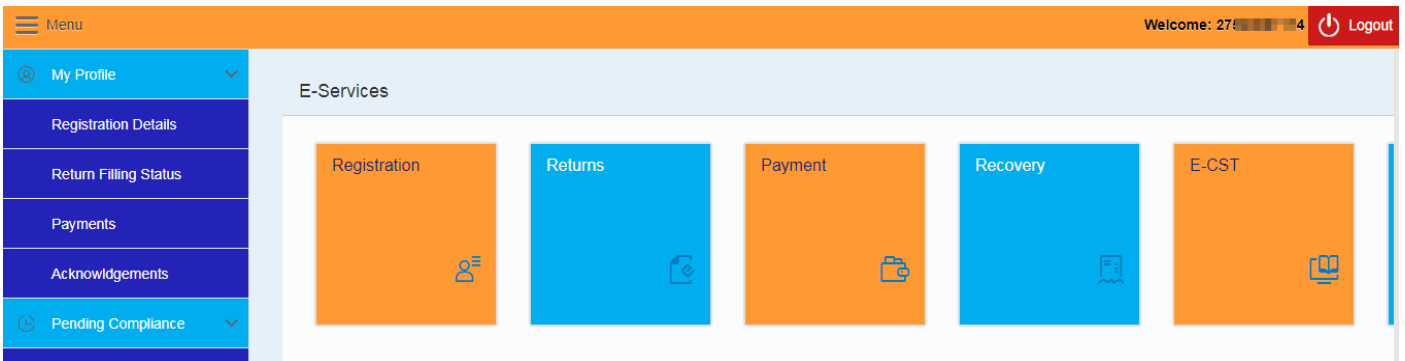 Menu
Welcome: 27 4
Logout
My Profile
Registration Details
Return Filling Status
Payments
Acknowldgements
Pending Compliance
E-Services
Registration
Returns
Payment
Recovery
E-CST